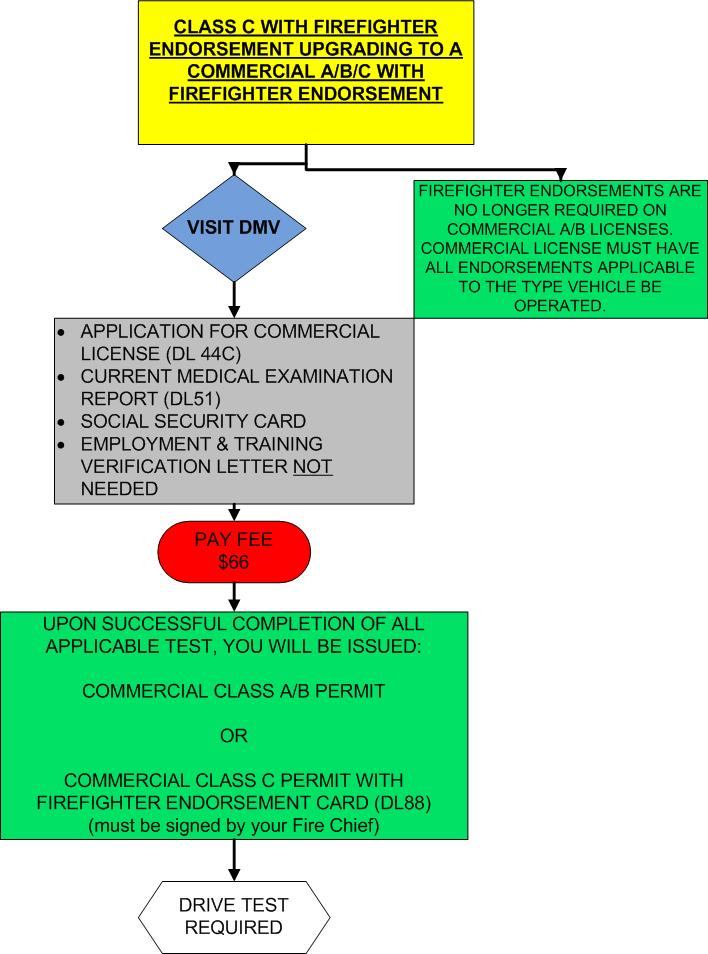 CLASS C WITH FIREFIGHTER
ENDORSEMENT UPGRADING TO A
COMMERCIAL A/B/C WITH
FIREFIGHTER ENDORSEMENT
VISIT DMV
FIREFIGHTER ENDORSEMENTS ARE
NO LONGER REQUIRED ON
COMMERCIAL A/B LICENSES.
COMMERCIAL LICENSE MUST HAVE
ALL ENDORSEMENTS APPLICABLE
TO THE TYPE VEHICLE BE
OPERATED.
• APPLICATION FOR COMMERCIAL
LICENSE (DL 44C)
• CURRENT MEDICAL EXAMINATION
REPORT (DL51)
• SOCIAL SECURITY CARD
• EMPLOYMENT & TRAINING
VERIFICATION LETTER NOT
NEEDED
PAY FEE
$66
UPON SUCCESSFUL COMPLETION OF ALL
APPLICABLE TEST, YOU WILL BE ISSUED:
COMMERCIAL CLASS A/B PERMIT
OR
COMMERCIAL CLASS C PERMIT WITH
FIREFIGHTER ENDORSEMENT CARD (DL88)
(must be signed by your Fire Chief)
DRIVE TEST
REQUIRED